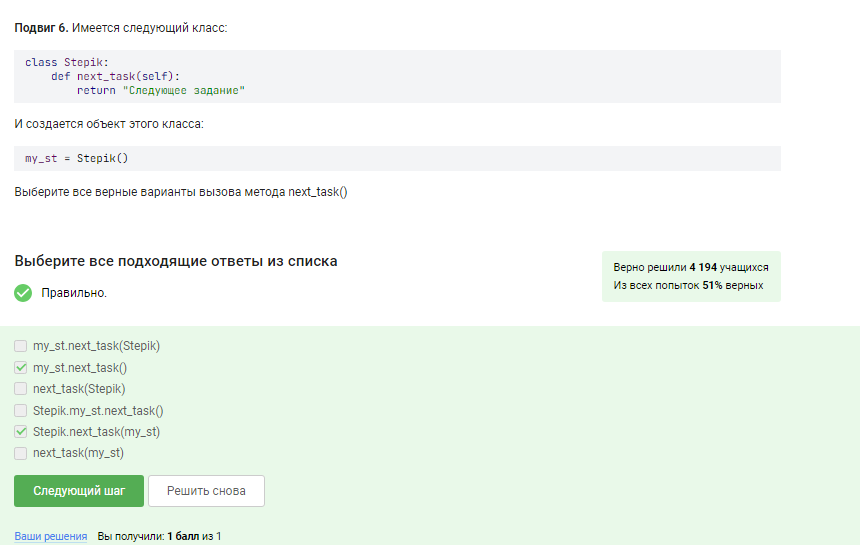 Подвиг 6. Имеется следующий класс:
class Stepik:
    def next_task(self):
        return "Следующее задание"
И создается объект этого класса:
my_st = Stepik()
Выберите все верные варианты вызова метода next_task()
Выберите все подходящие ответы из списка
Верно решили 4 194 учащихся
Из всех попыток 51% верных
Правильно.
my_st.next_task(Stepik)
my_st.next_task()
next_task(Stepik)
Stepik.my_st.next_task()
Stepik.next_task(my_st)
next_task(my_st)
Следующий шаг Решить снова
Ваши решения Вы получили: 1 балл из 1